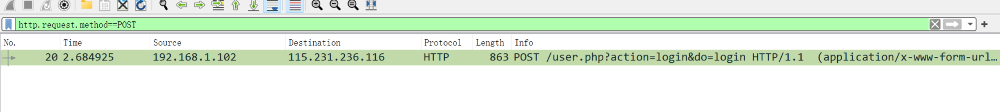 http.request.method==POST
No. Time Source Destination Protocol Length Info
20 2.684925 192.168.1.102 115.231.236.116 HTTP 863 POST /user.php?action=login&do=login HTTP/1.1 (application/x-www-form-url…